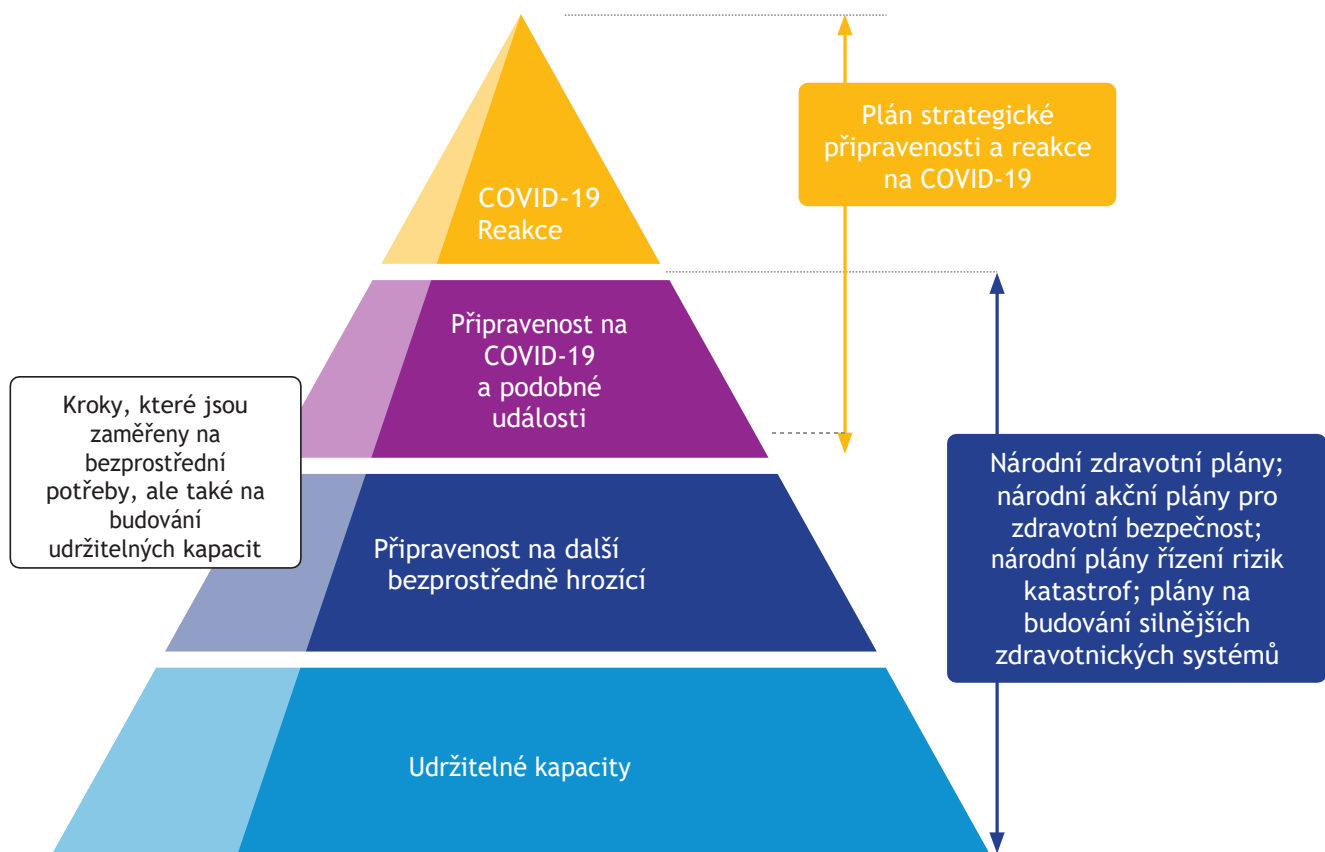 Plán strategické
připravenosti a reakce
na COVID-19
COVID-19
Reakce
Připravenost na
COVID-19
a podobné
události
Kroky, které jsou
zaměřeny na
bezprostřední
potřeby, ale také na
budování
udržitelných kapacit
Národní zdravotní plány;
národní akční plány pro
zdravotní bezpečnost;
národní plány řízení rizik
katastrof; plány na
budování silnějších
zdravotnických systémů
Připravenost na další
bezprostředně hrozící
Udržitelné kapacity